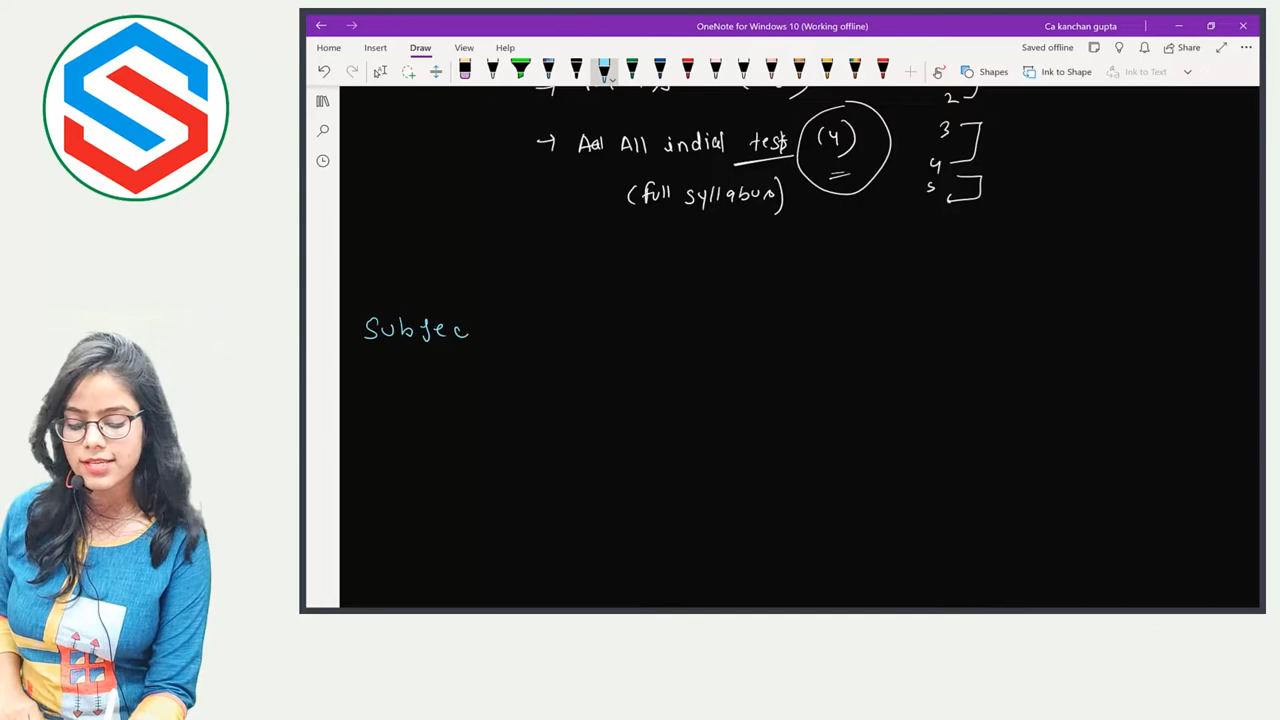 OneNote for Windows 10 (Working offline)
Ca kanchan gupta
Home Insert Draw View Help
Saved offline
Share
Shapes
Ink to Shape
Ink to Text
2
3
→ All indial test (4)
4
(full syllabus)
5
Subjec